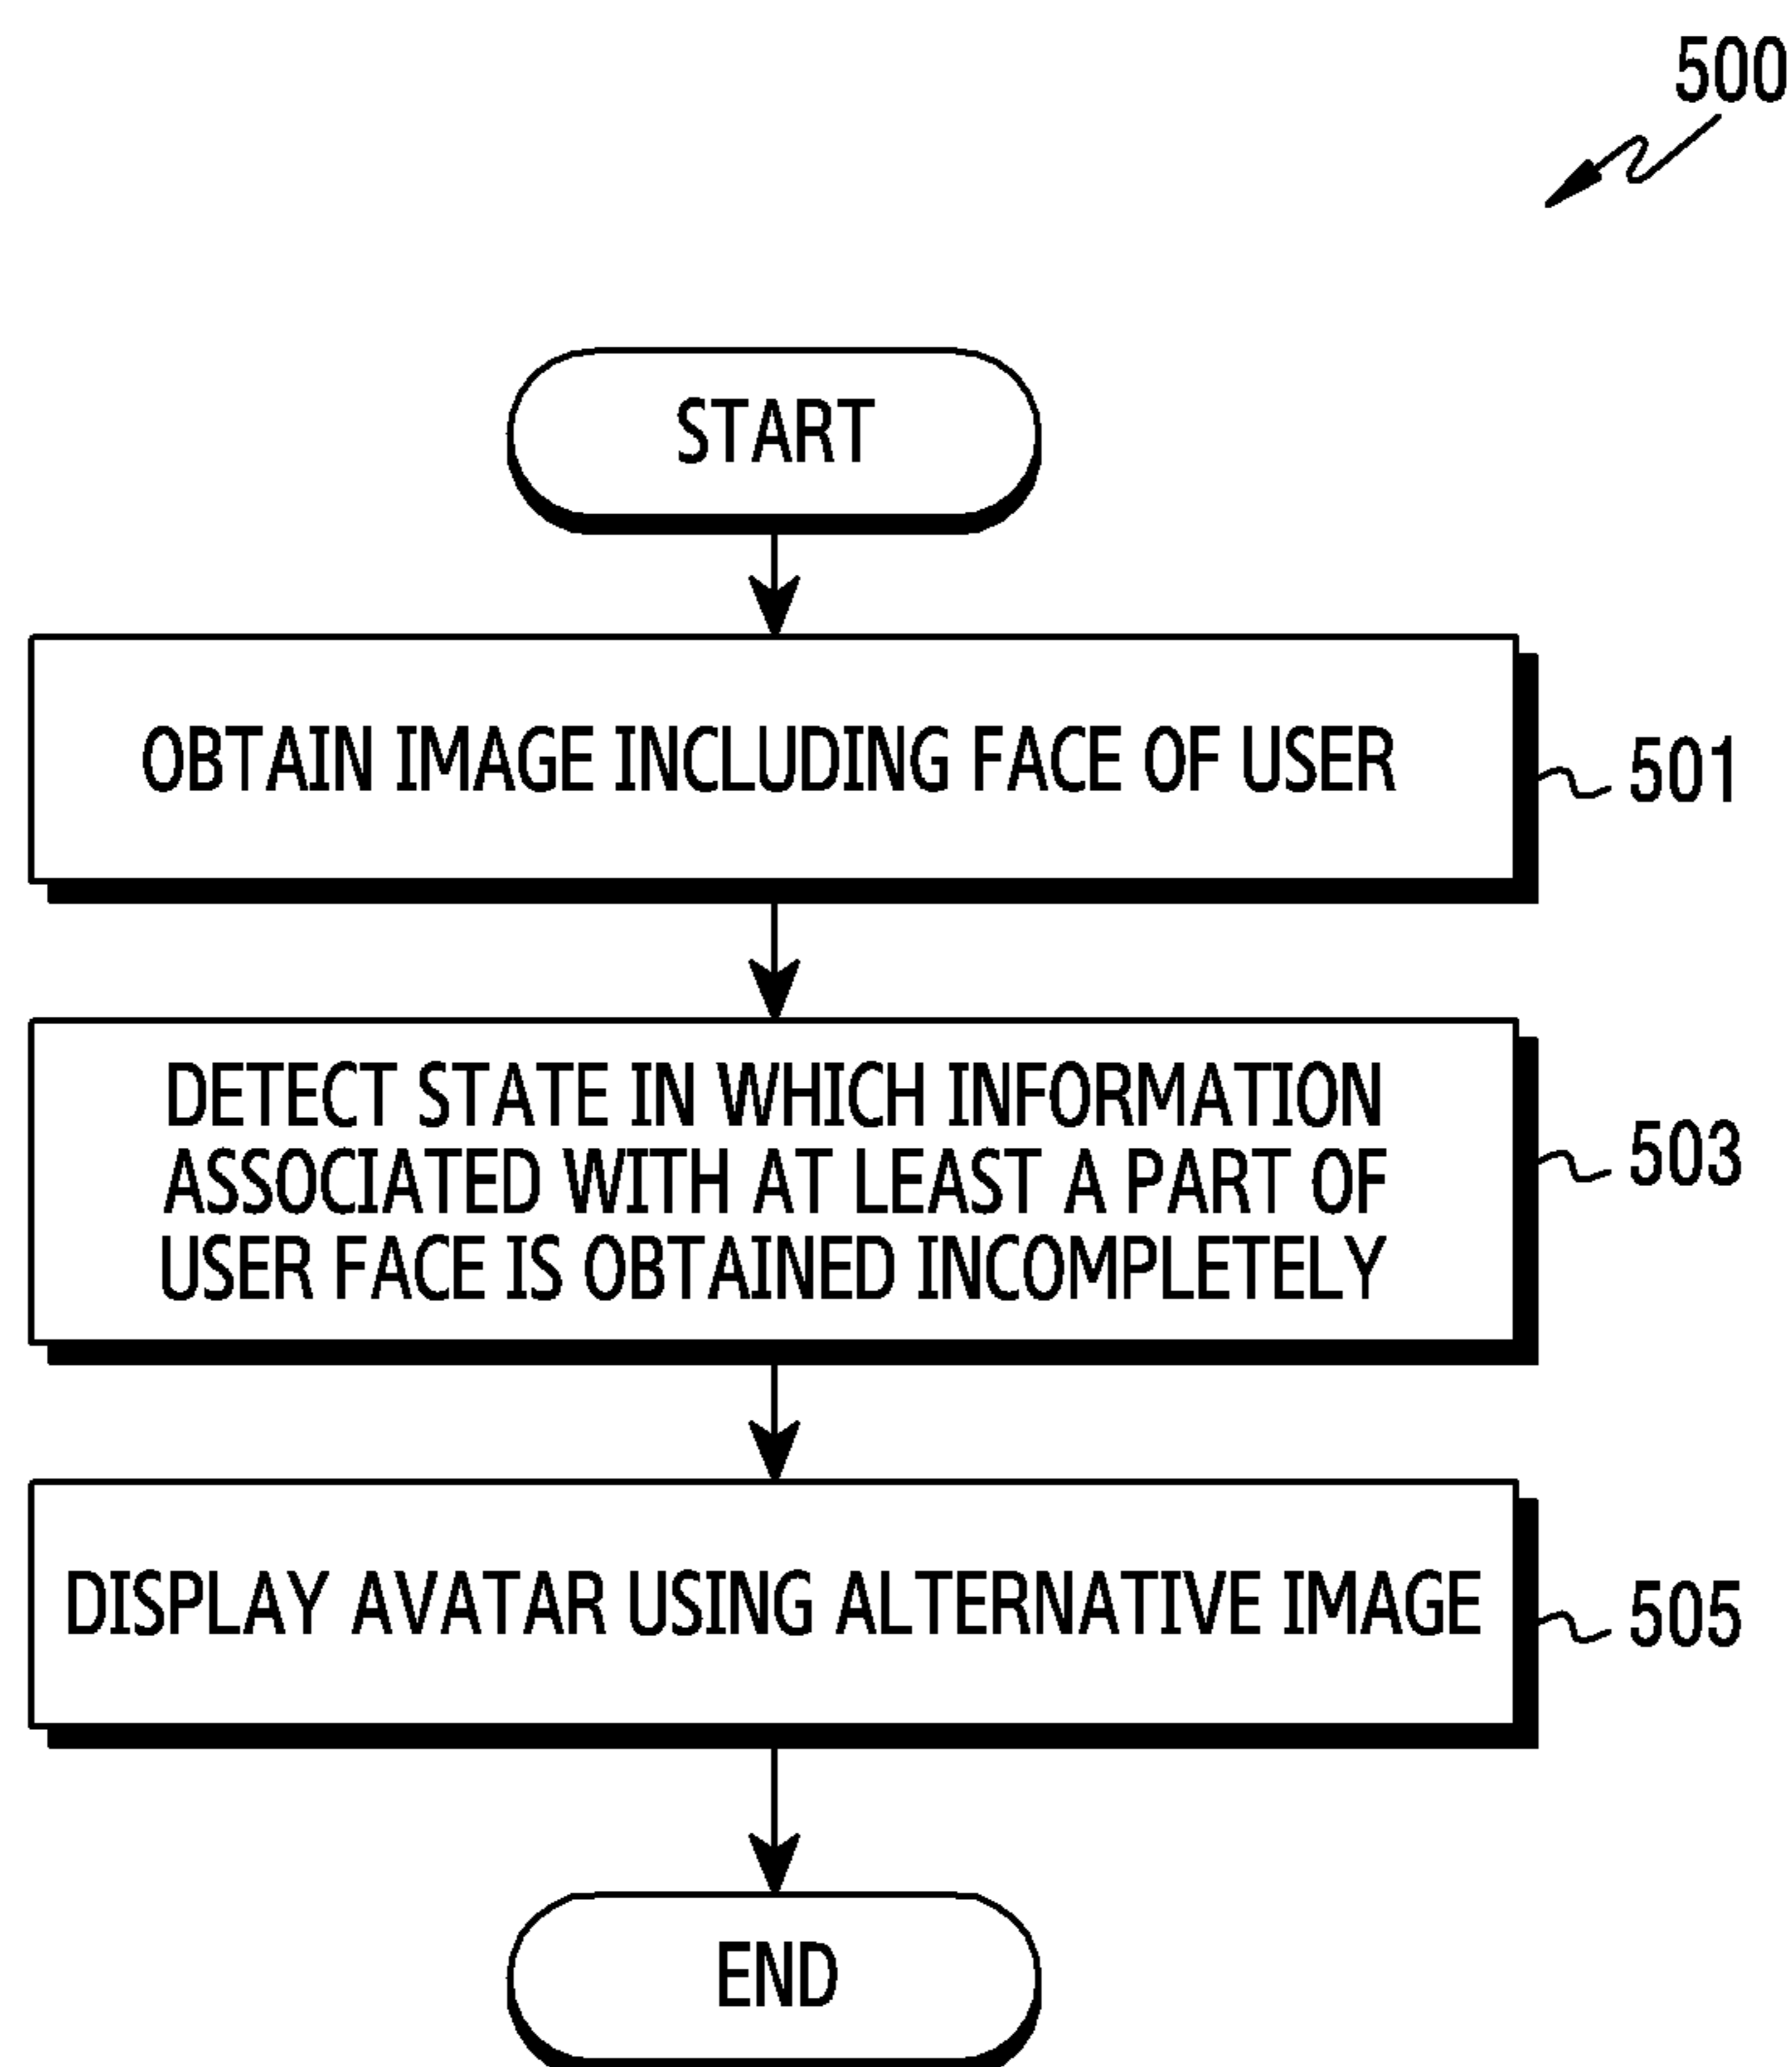 500
START
OBTAIN IMAGE INCLUDING FACE OF USER
501
DETECT STATE IN WHICH INFORMATION
ASSOCIATED WITH AT LEAST A PART OF
USER FACE IS OBTAINED INCOMPLETELY
503
DISPLAY AVATAR USING ALTERNATIVE IMAGE
505
END